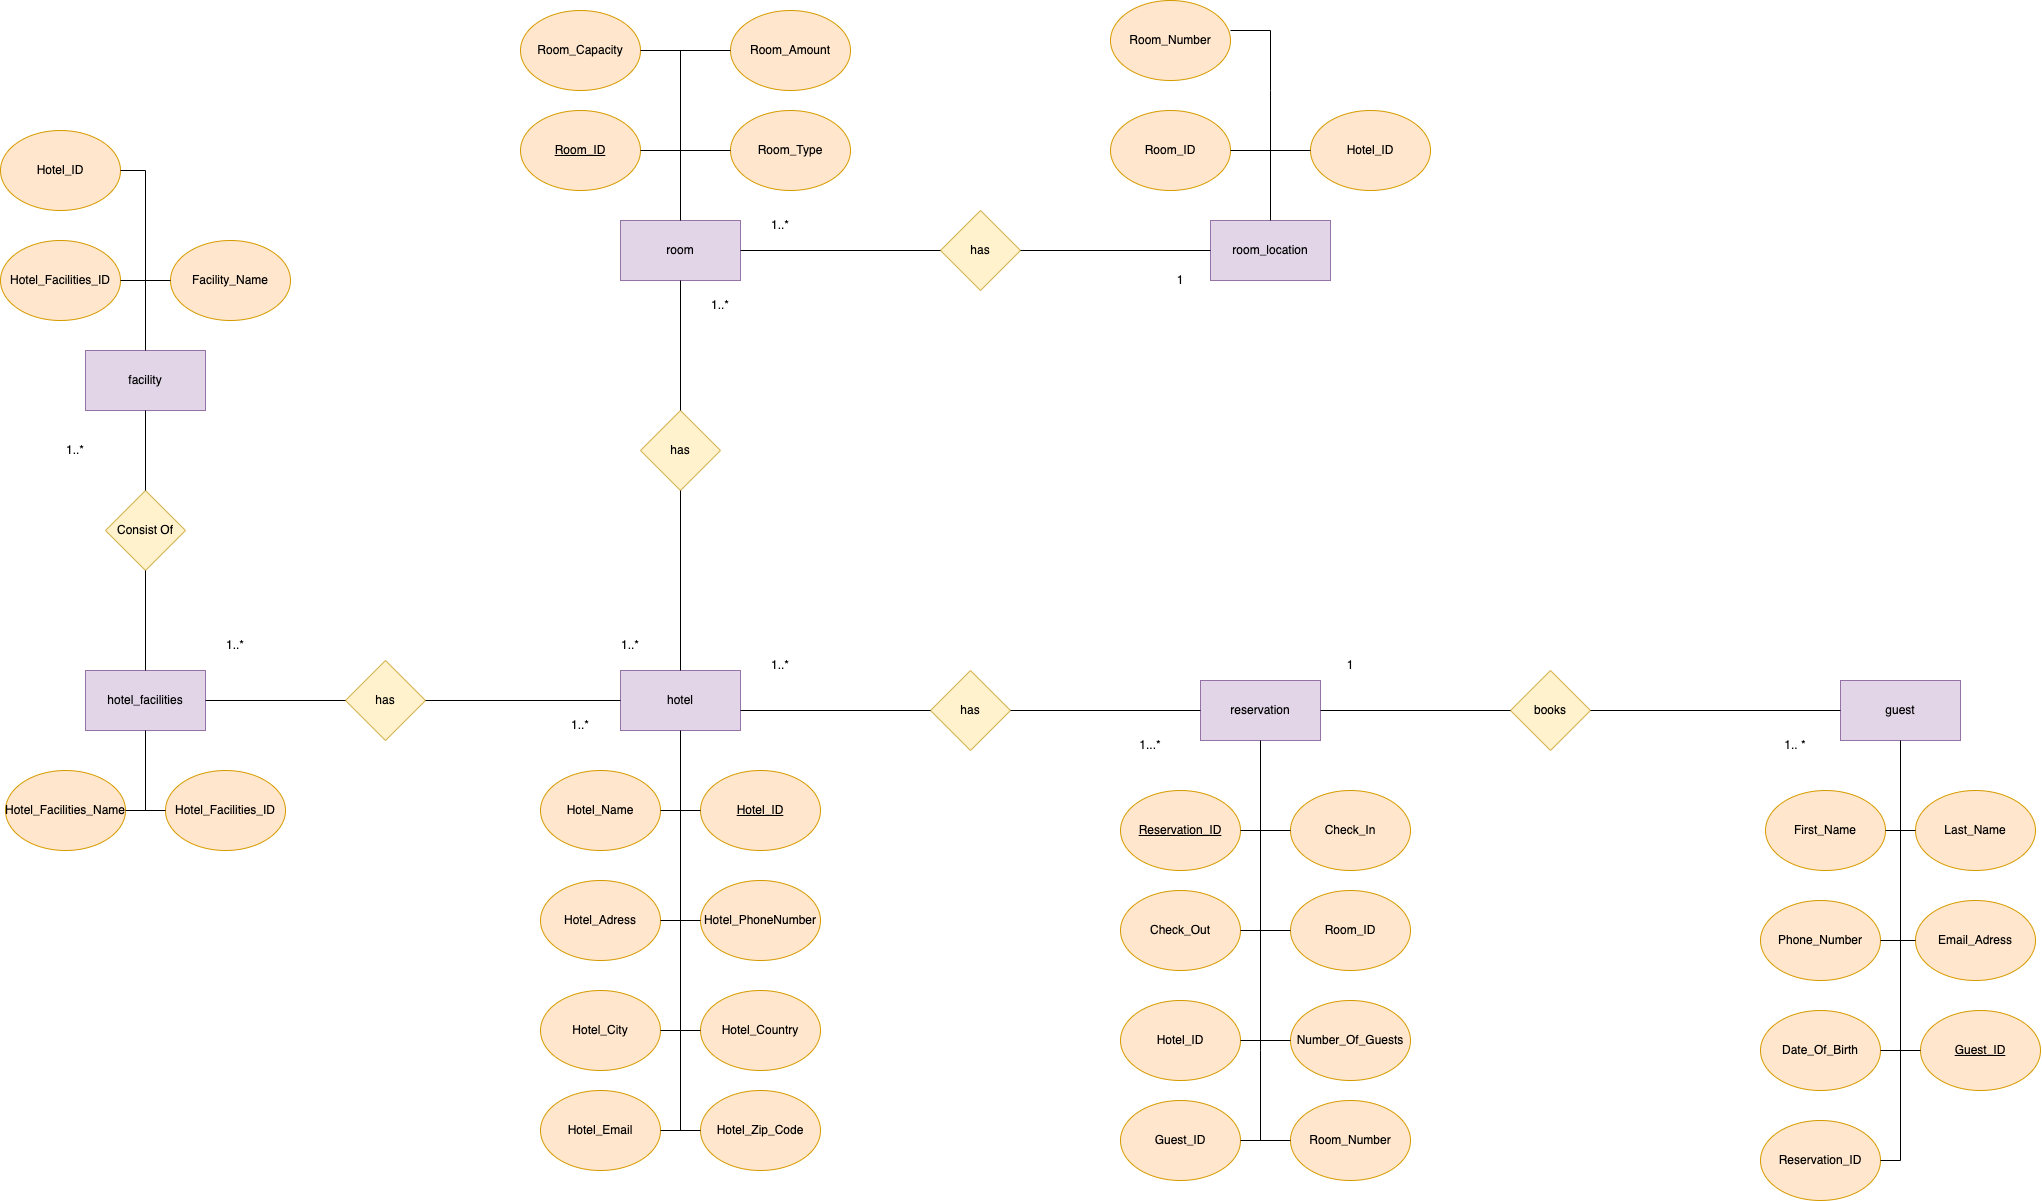 Room_Number
Room_Capacity
Room_Amount
Room_ID
Room_Type
Room_ID
Hotel_ID
Hotel_ID
room
1..*
has
room_location
1
Hotel_Facilities_ID
Facility_Name
1..*
facility
1..*
has
Consist Of
1..*
1..*
1..*
1
hotel_facilities
has
hotel
1..*
has
1...*
reservation
books
1.. *
guest
Hotel_Facilities_Name
Hotel_Facilities_ID
Hotel_Name
Hotel_ID
Reservation_ID
Check_In
First_Name
Last_Name
Hotel_Adress
Hotel_PhoneNumber
Check_Out
Room_ID
Phone_Number
Email_Adress
Hotel_City
Hotel_Country
Hotel_ID
Number_Of_Guests
Date_Of_Birth
Guest_ID
Hotel_Email
Hotel_Zip_Code
Guest_ID
Room_Number
Reservation_ID